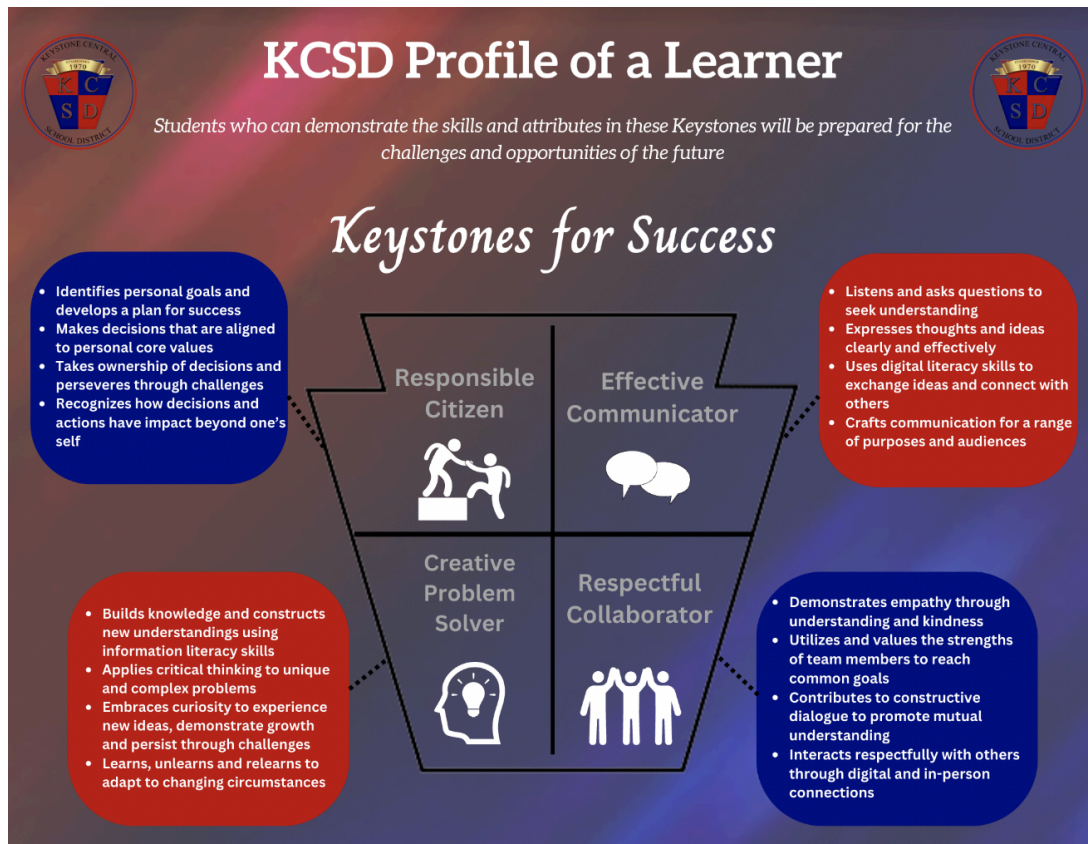 KCSD Profile of a Learner
Students who can demonstrate the skills and attributes in these Keystones will be prepared for the
challenges and opportunities of the future
KEYSTONE CENTRAL
1970
K C
S D
SCHOOL DISTRICT
KEYSTONE CENTRAL
1970
K C
S D
SCHOOL DISTRICT
Keystones for Success
• Identifies personal goals and
develops a plan for success
• Makes decisions that are aligned
to personal core values
• Takes ownership of decisions and
perseveres through challenges
• Recognizes how decisions and
actions have impact beyond one's
self
Responsible
Citizen
Effective
Communicator
• Listens and asks questions to
seek understanding
• Expresses thoughts and ideas
clearly and effectively
• Uses digital literacy skills to
exchange ideas and connect with
others
• Crafts communication for a range
of purposes and audiences
• Builds knowledge and constructs
new understandings using
information literacy skills
• Applies critical thinking to unique
and complex problems
• Embraces curiosity to experience
new ideas, demonstrate growth
and persist through challenges
• Learns, unlearns and relearns to
adapt to changing circumstances
Creative
Problem
Solver
Respectful
Collaborator
• Demonstrates empathy through
understanding and kindness
• Utilizes and values the strengths
of team members to reach
common goals
• Contributes to constructive
dialogue to promote mutual
understanding
• Interacts respectfully with others
through digital and in-person
connections